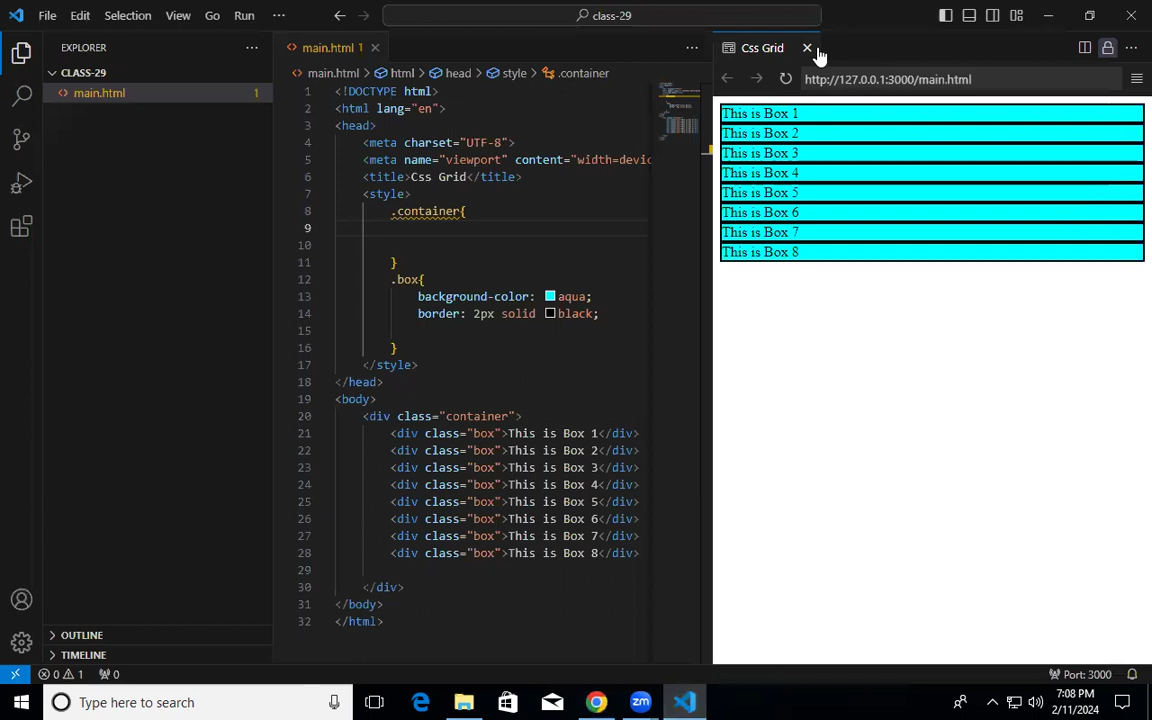 File Edit Selection View Go Run ··· class-29
EXPLORER ···
CLASS-29
main.html 1
main.html 1
main.html > html > head > style > .container
1 <!DOCTYPE html>
2 <html lang="en">
3 <head>
4 <meta charset="UTF-8">
5 <meta name="viewport" content="width=devic
6 <title>Css Grid</title>
7 <style>
8 .container{
9
10
11 }
12 .box{
13 background-color: aqua;
14 border: 2px solid black;
15
16 }
17 </style>
18 </head>
19 <body>
20 <div class="container">
21 <div class="box">This is Box 1</div>
22 <div class="box">This is Box 2</div>
23 <div class="box">This is Box 3</div>
24 <div class="box">This is Box 4</div>
25 <div class="box">This is Box 5</div>
26 <div class="box">This is Box 6</div>
27 <div class="box">This is Box 7</div>
28 <div class="box">This is Box 8</div>
29
30 </div>
31 </body>
32 </html>
Css Grid
http://127.0.0.1:3000/main.html
This is Box 1
This is Box 2
This is Box 3
This is Box 4
This is Box 5
This is Box 6
This is Box 7
This is Box 8
OUTLINE
TIMELINE
0 1 0 Port: 3000
Type here to search
7:08 PM
2/11/2024